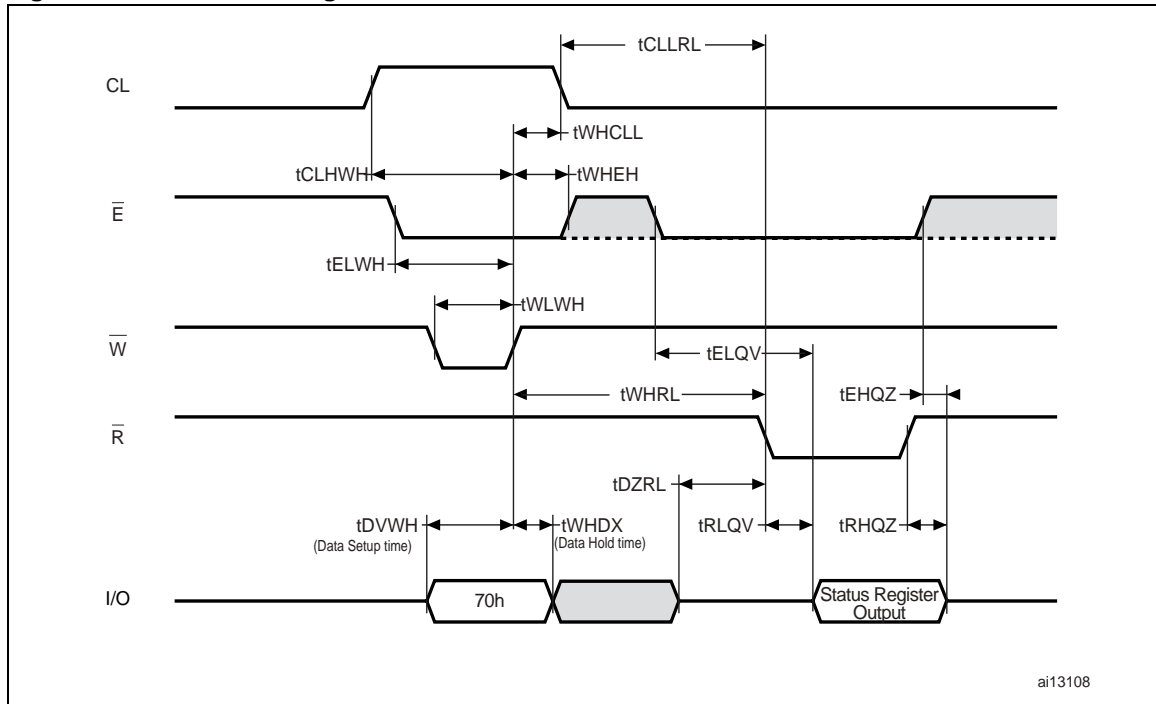 tCLLRL
CL
tWHCLL
tCLHWH
tWHEH
E
tELWH
tWLWH
W
tELQV
tWHRL
tEHQZ
R
tDZRL
tDVWH
(Data Setup time)
tWHDX
(Data Hold time)
tRLQV
tRHQZ
I/O
70h
Status Register
Output
ai13108